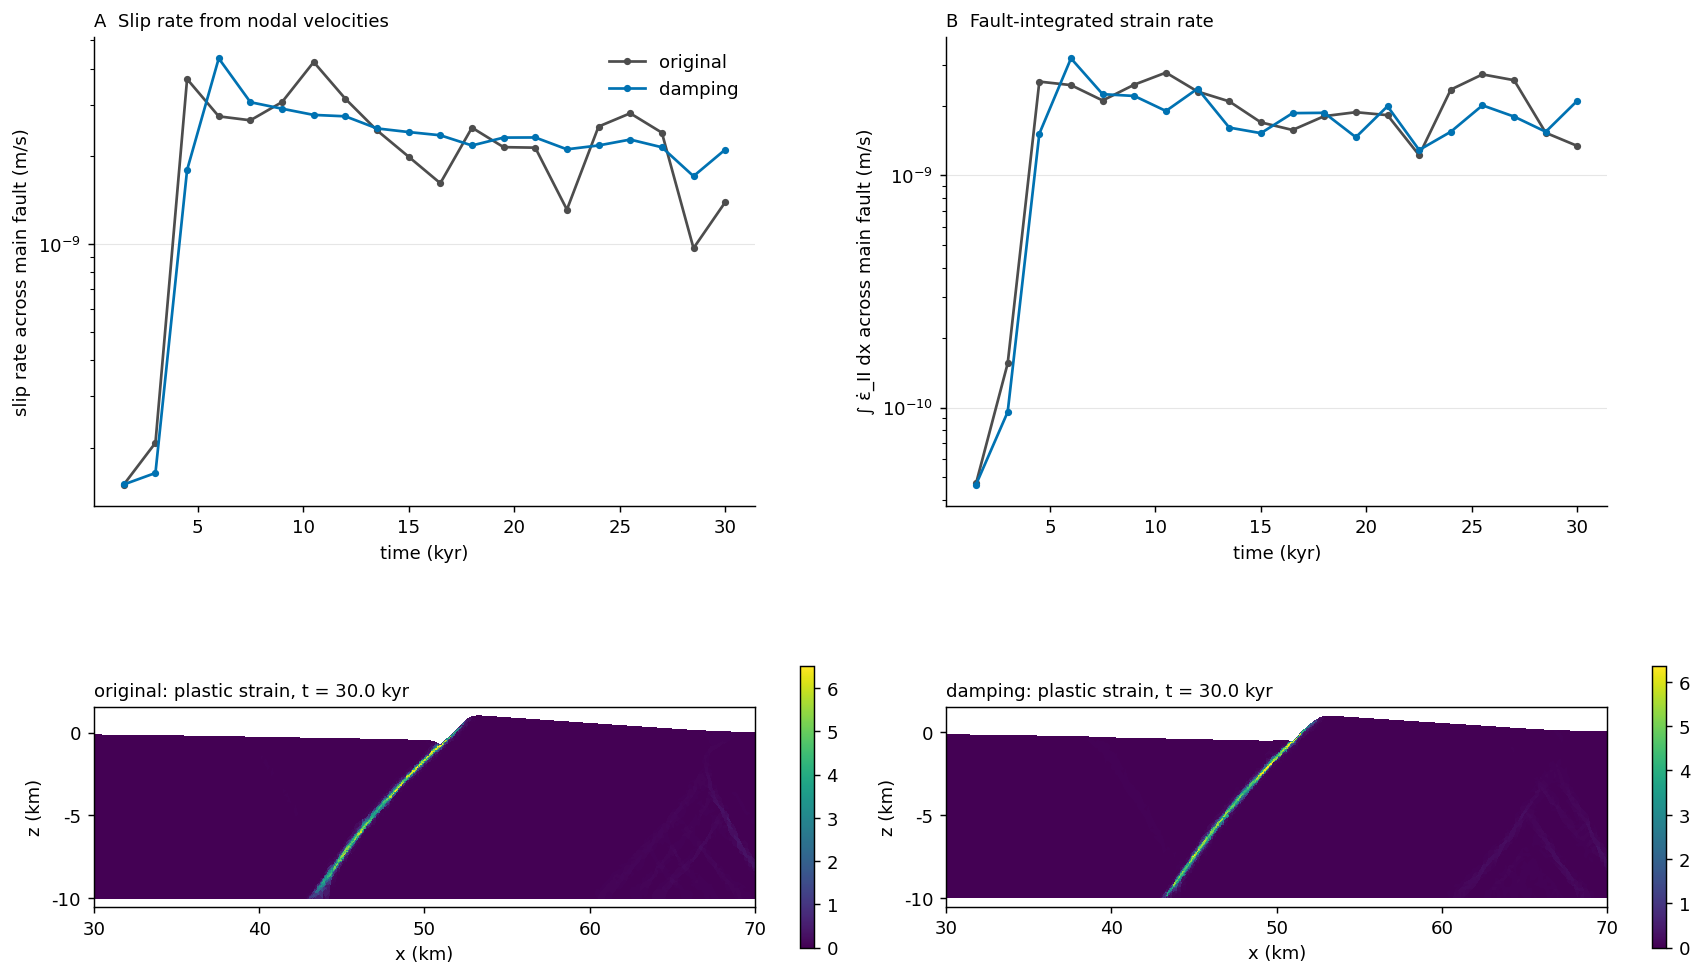 A  Slip rate from nodal velocities
slip rate across main fault (m/s)
10⁻⁹
original
damping
5 10 15 20 25 30
time (kyr)
B  Fault-integrated strain rate
∫ ε̇_II dx across main fault (m/s)
10⁻⁹
10⁻¹⁰
5 10 15 20 25 30
time (kyr)
original: plastic strain, t = 30.0 kyr
z (km)
0
-5
-10
30 40 50 60 70
x (km)
6
5
4
3
2
1
0
damping: plastic strain, t = 30.0 kyr
z (km)
0
-5
-10
30 40 50 60 70
x (km)
6
5
4
3
2
1
0